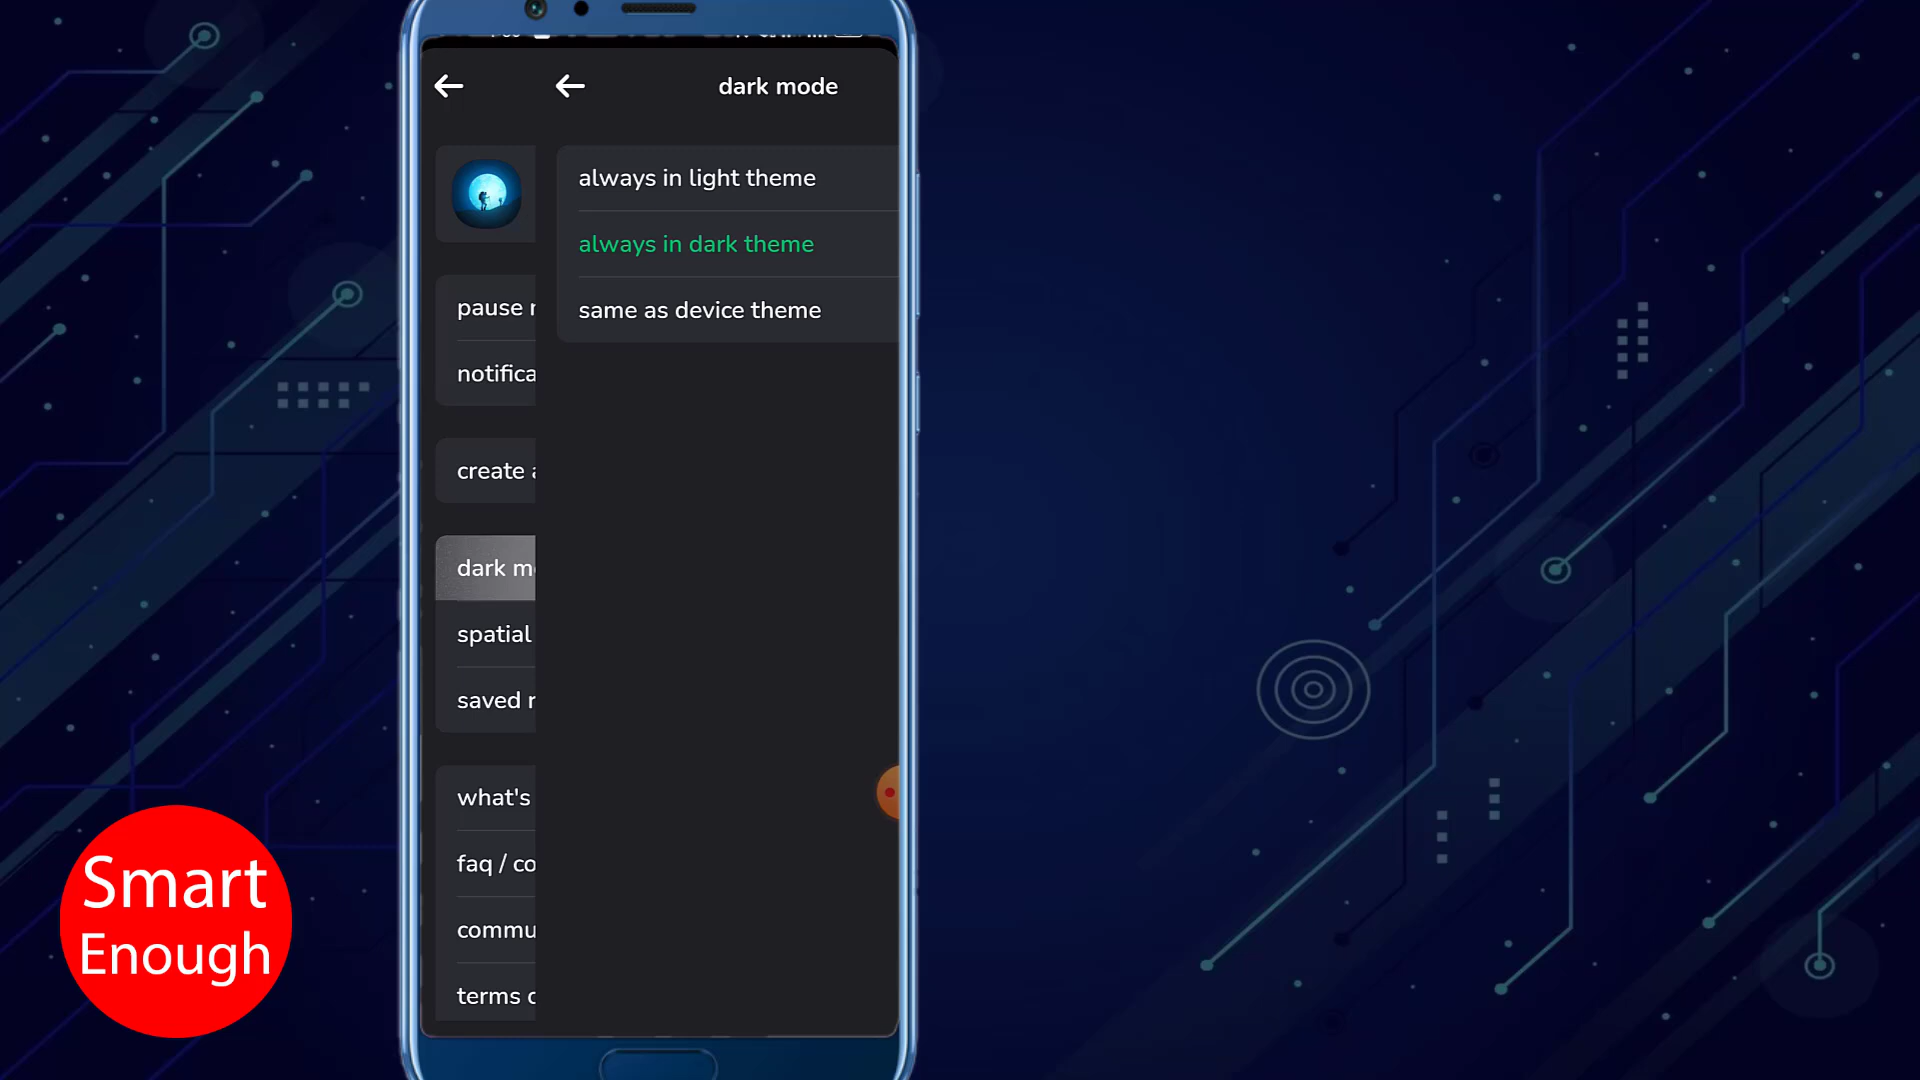 dark mode
always in light theme
always in dark theme
same as device theme
pause
notifica
create
dark m
spatial
saved
what's
faq / co
commu
terms
Smart
Enough